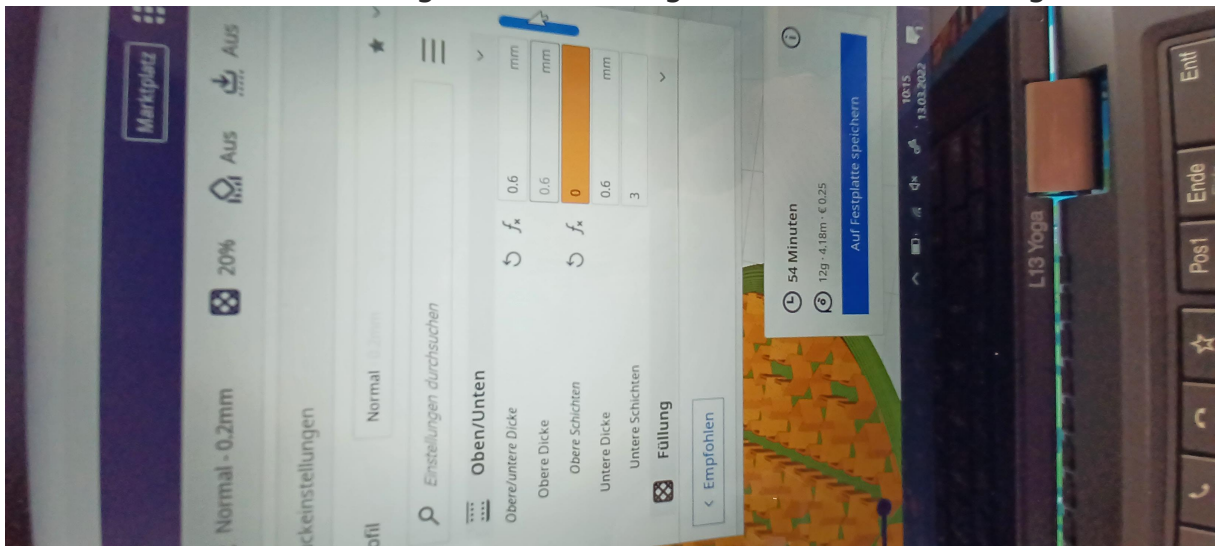 Marktplatz
Normal - 0.2mm 20% Aus Aus
ckeinstellungen
ofil Normal 0.2mm
Einstellungen durchsuchen
Oben/Unten
Obere/untere Dicke 0.6 mm
Obere Dicke 0.6 mm
Obere Schichten 0
Untere Dicke 0.6 mm
Untere Schichten 3
Füllung
< Empfohlen
54 Minuten
12g · 4.18m · € 0.25
Auf Festplatte speichern
10:15
13.03.2022
L13 Yoga
Pos1 Ende Entf